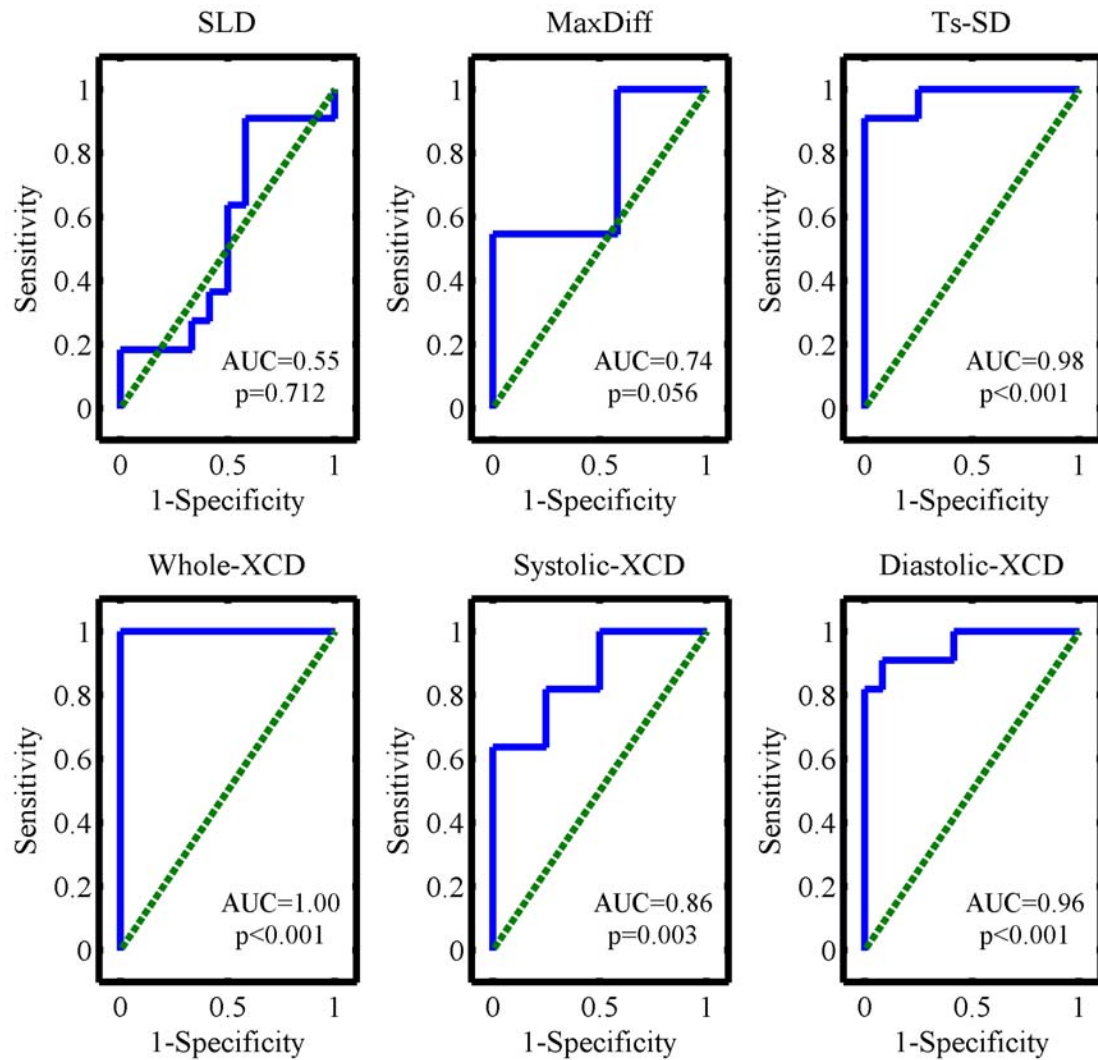 SLD
1
0.8
0.6
0.4
0.2
0
Sensitivity
AUC=0.55
p=0.712
0 0.5 1
1-Specificity
MaxDiff
1
0.8
0.6
0.4
0.2
0
Sensitivity
AUC=0.74
p=0.056
0 0.5 1
1-Specificity
Ts-SD
1
0.8
0.6
0.4
0.2
0
Sensitivity
AUC=0.98
p<0.001
0 0.5 1
1-Specificity
Whole-XCD
1
0.8
0.6
0.4
0.2
0
Sensitivity
AUC=1.00
p<0.001
0 0.5 1
1-Specificity
Systolic-XCD
1
0.8
0.6
0.4
0.2
0
Sensitivity
AUC=0.86
p=0.003
0 0.5 1
1-Specificity
Diastolic-XCD
1
0.8
0.6
0.4
0.2
0
Sensitivity
AUC=0.96
p<0.001
0 0.5 1
1-Specificity